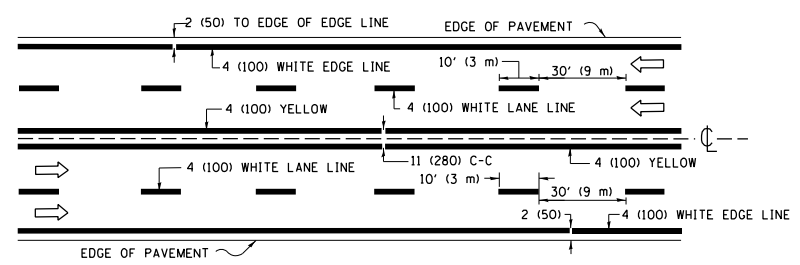 2 (50) TO EDGE OF EDGE LINE
EDGE OF PAVEMENT
4 (100) WHITE EDGE LINE
10' (3 m)
30' (9 m)
4 (100) YELLOW
4 (100) WHITE LANE LINE
CL
4 (100) WHITE LANE LINE
11 (280) C-C
4 (100) YELLOW
10' (3 m)
30' (9 m)
2 (50)
4 (100) WHITE EDGE LINE
EDGE OF PAVEMENT